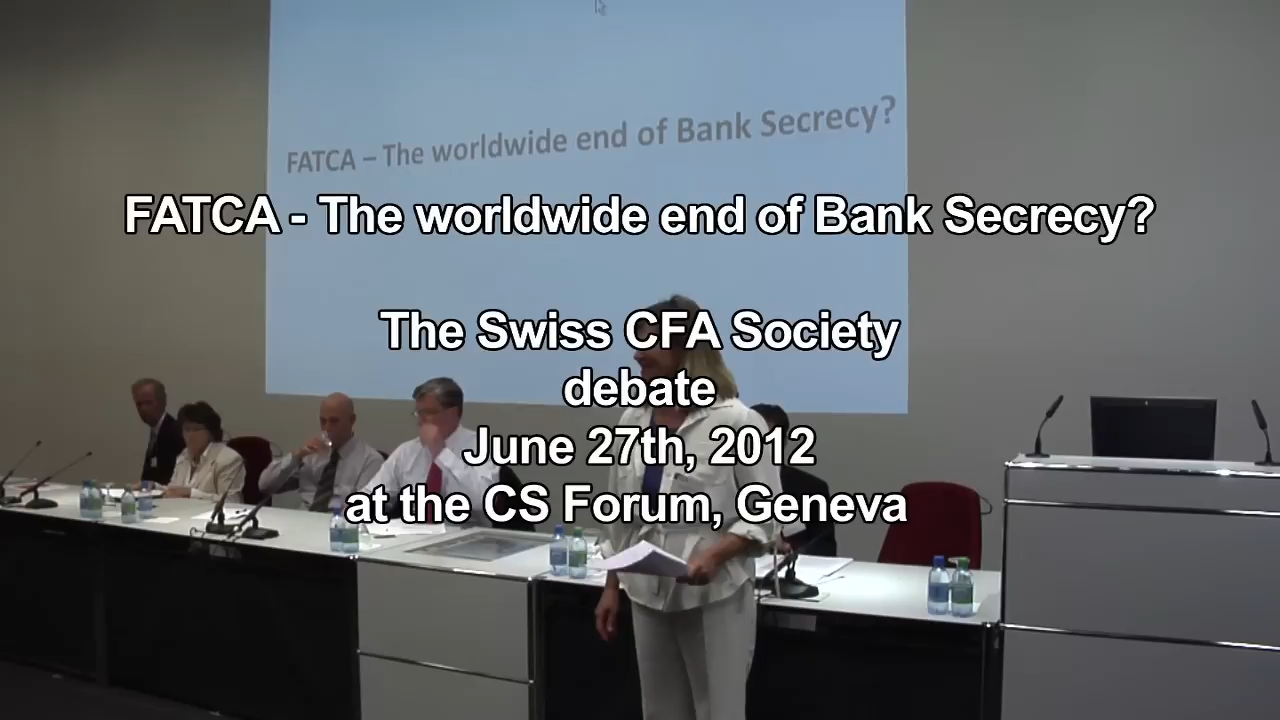 FATCA – The worldwide end of Bank Secrecy?
FATCA - The worldwide end of Bank Secrecy?
The Swiss CFA Society
debate
June 27th, 2012
at the CS Forum, Geneva